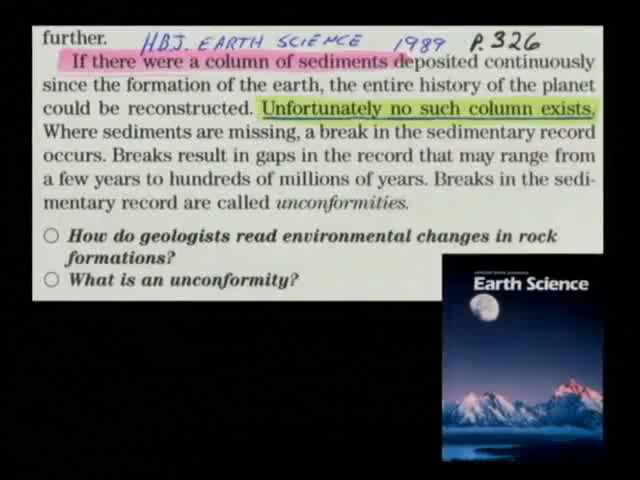 further.
H.B.J. EARTH SCIENCE 1989 P. 326
If there were a column of sediments deposited continuously
since the formation of the earth, the entire history of the planet
could be reconstructed. Unfortunately no such column exists.
Where sediments are missing, a break in the sedimentary record
occurs. Breaks result in gaps in the record that may range from
a few years to hundreds of millions of years. Breaks in the sedi-
mentary record are called unconformities.
○ How do geologists read environmental changes in rock
formations?
○ What is an unconformity?
Earth Science